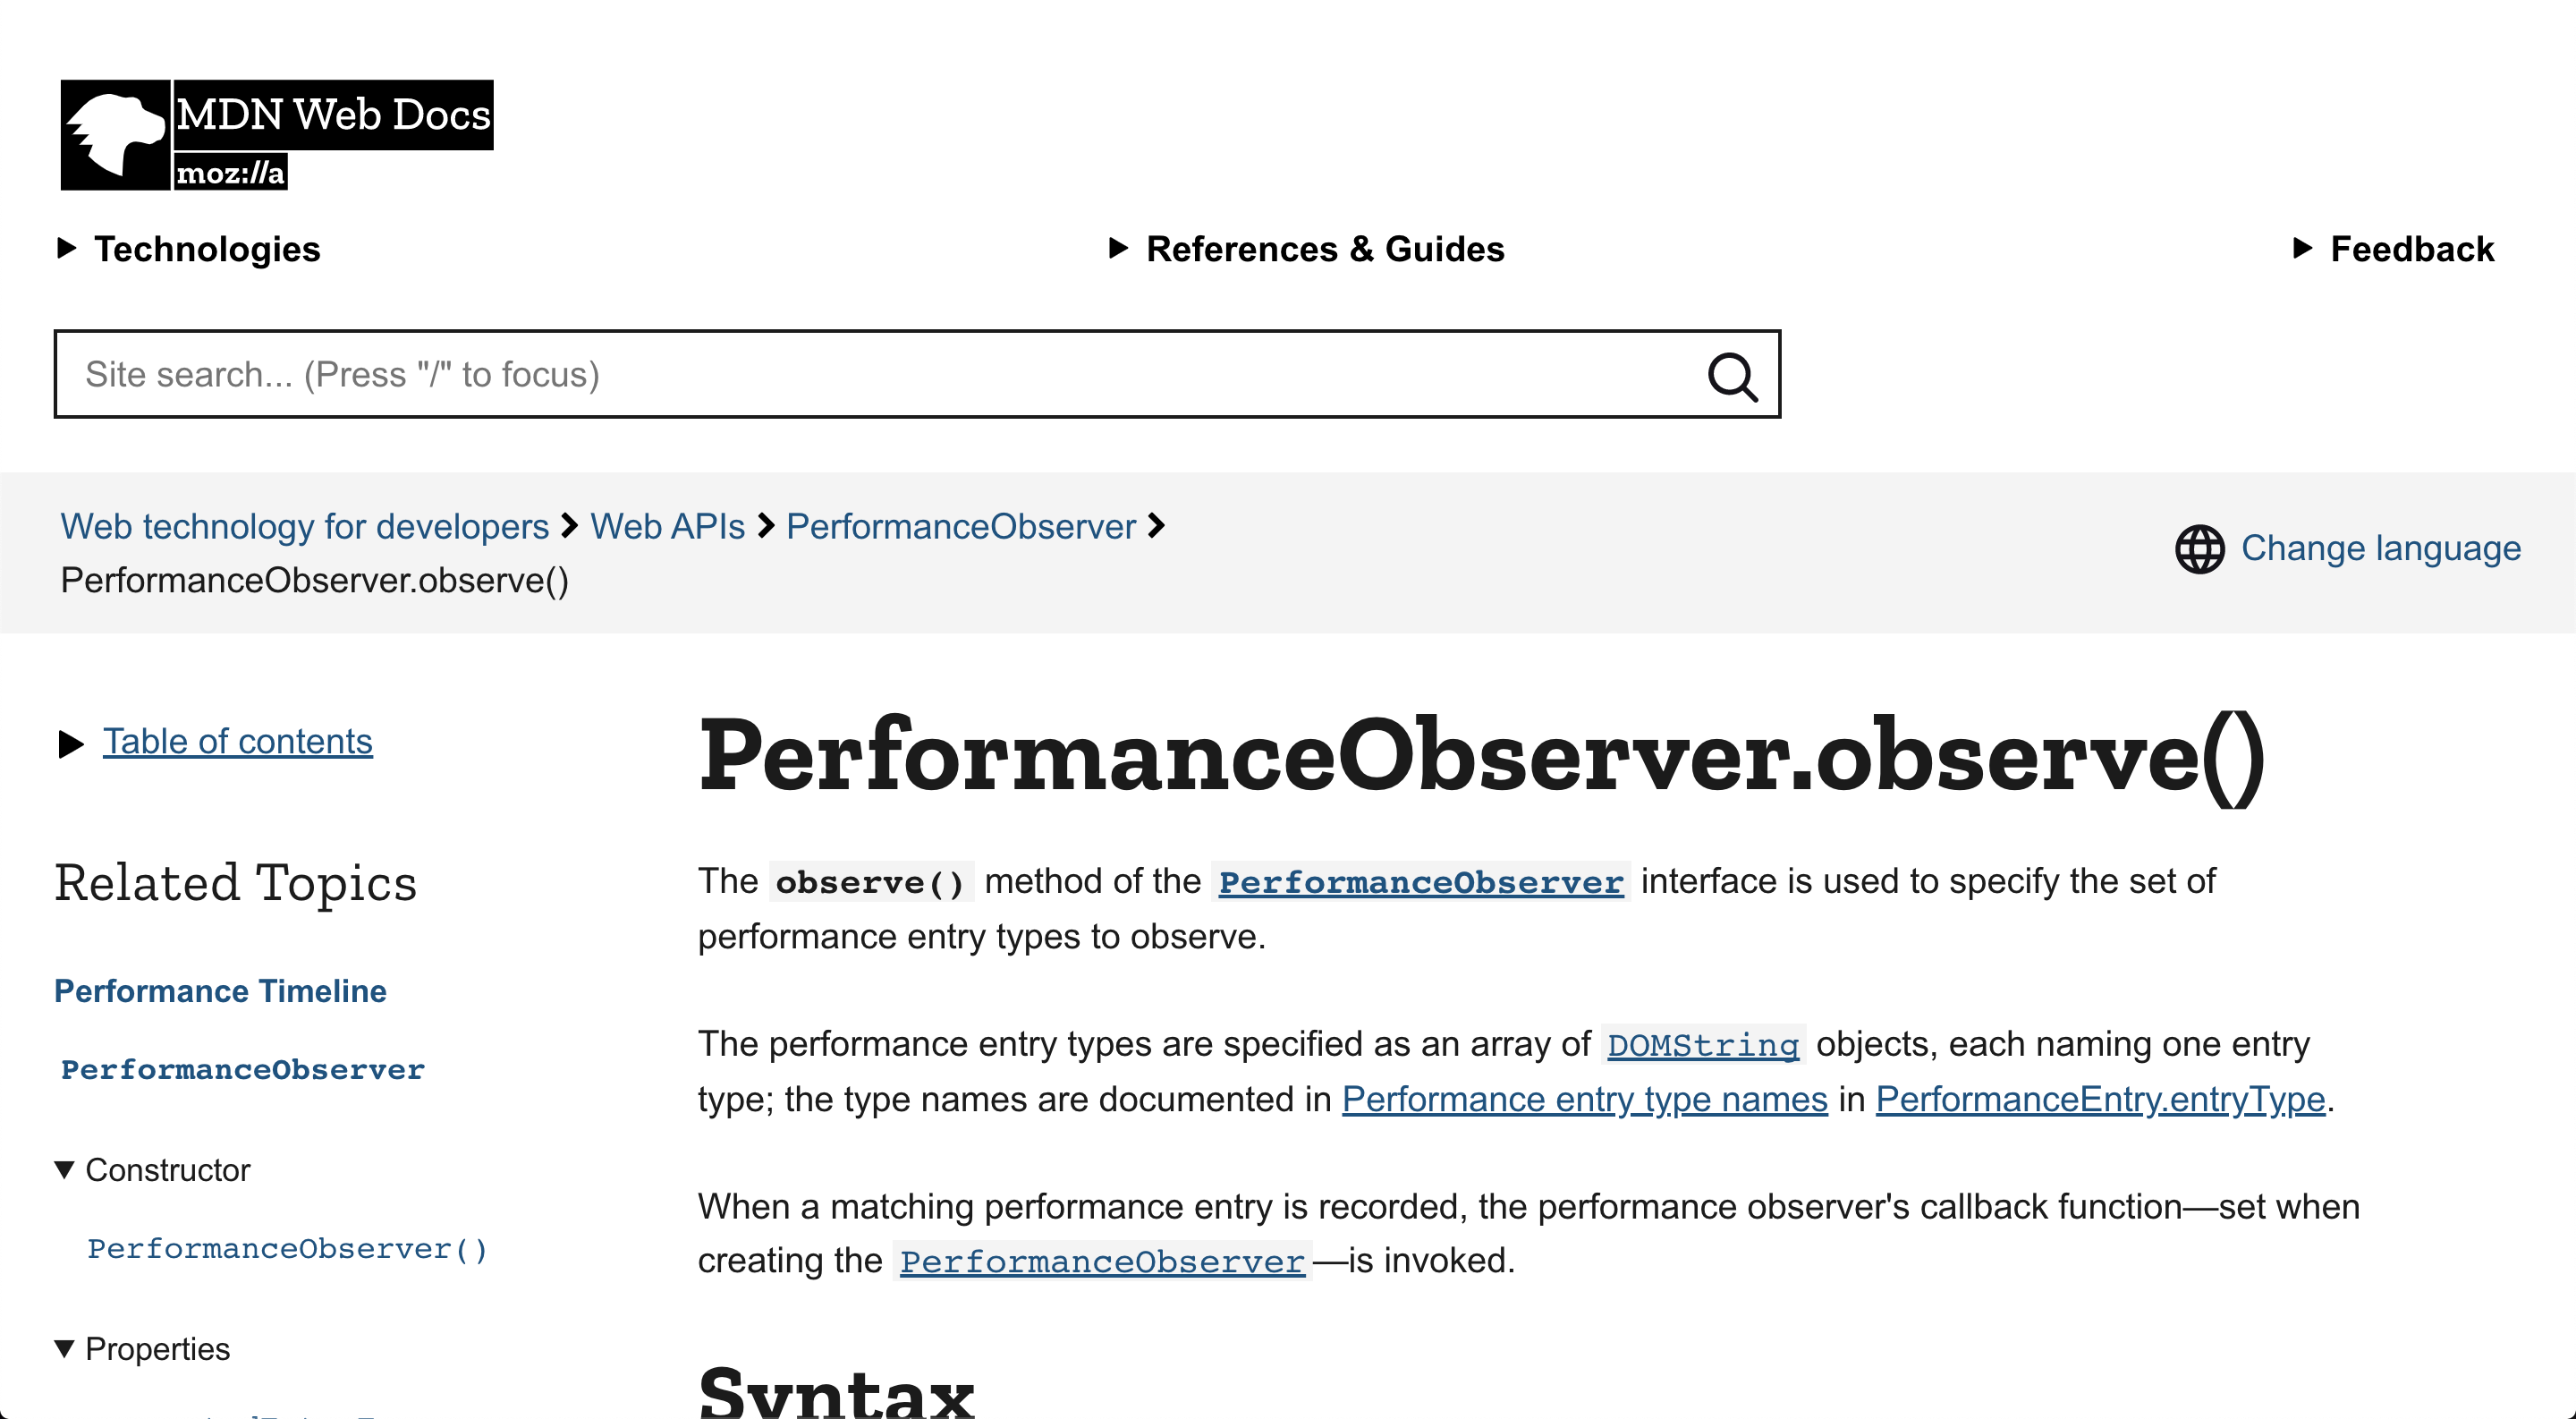 MDN Web Docs
moz://a
Technologies
References & Guides
Feedback
Site search... (Press "/" to focus)
Web technology for developers Web APIs PerformanceObserver
PerformanceObserver.observe()
Change language
Table of contents
Related Topics
Performance Timeline
PerformanceObserver
Constructor
PerformanceObserver()
Properties
PerformanceObserver.observe()
The observe() method of the PerformanceObserver interface is used to specify the set of
performance entry types to observe.
The performance entry types are specified as an array of DOMString objects, each naming one entry
type; the type names are documented in Performance entry type names in PerformanceEntry.entryType.
When a matching performance entry is recorded, the performance observer's callback function—set when
creating the PerformanceObserver—is invoked.
Syntax